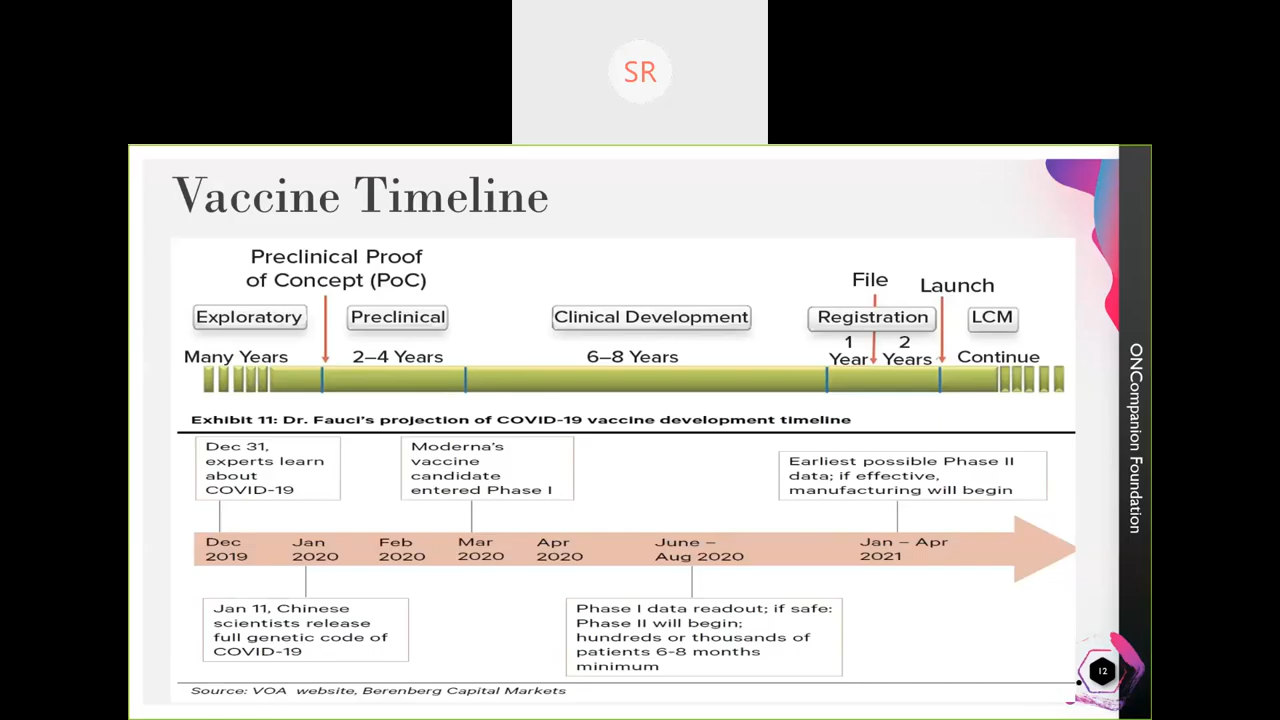 SR
Vaccine Timeline
Preclinical Proof
of Concept (PoC)
File
Launch
Exploratory
Preclinical
Clinical Development
Registration
LCM
Many Years
2–4 Years
6–8 Years
1
Year
2
Years
Continue
Exhibit 11: Dr. Fauci's projection of COVID-19 vaccine development timeline
Dec 31,
experts learn
about
COVID-19
Moderna's
vaccine
candidate
entered Phase I
Earliest possible Phase II
data; if effective,
manufacturing will begin
Dec
2019
Jan
2020
Feb
2020
Mar
2020
Apr
2020
June –
Aug 2020
Jan – Apr
2021
Jan 11, Chinese
scientists release
full genetic code of
COVID-19
Phase I data readout; if safe:
Phase II will begin;
hundreds or thousands of
patients 6-8 months
minimum
Source: VOA website, Berenberg Capital Markets
ONCompanion Foundation
12